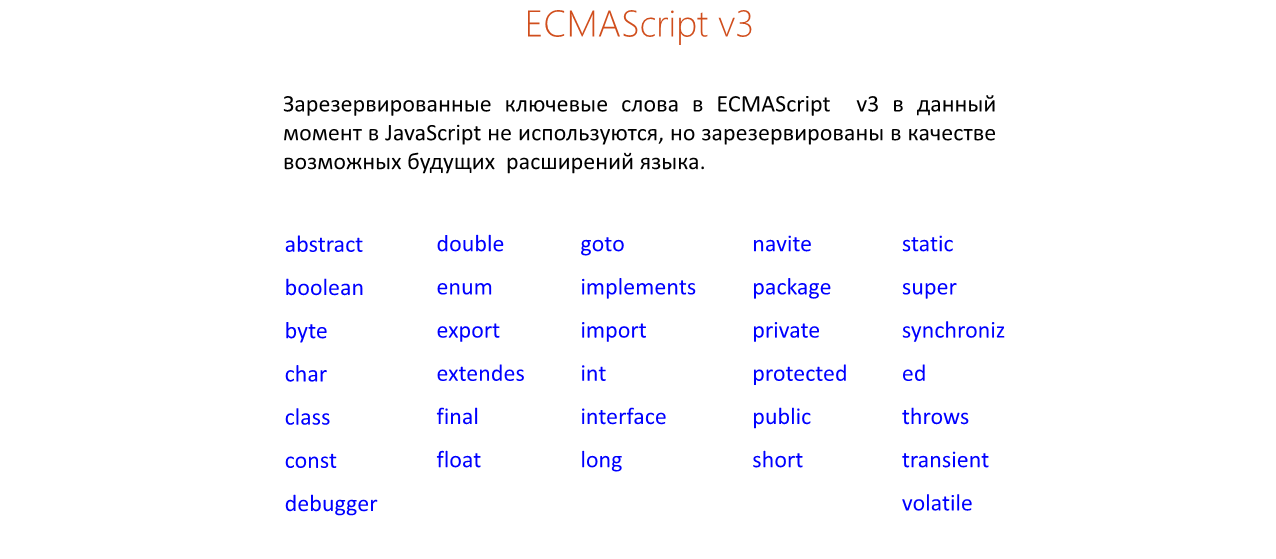 ECMAScript v3
Зарезервированные ключевые слова в ECMAScript v3 в данный
момент в JavaScript не используются, но зарезервированы в качестве
возможных будущих расширений языка.
abstract
boolean
byte
char
class
const
debugger
double
enum
export
extendes
final
float
goto
implements
import
int
interface
long
navite
package
private
protected
public
short
static
super
synchroniz
ed
throws
transient
volatile